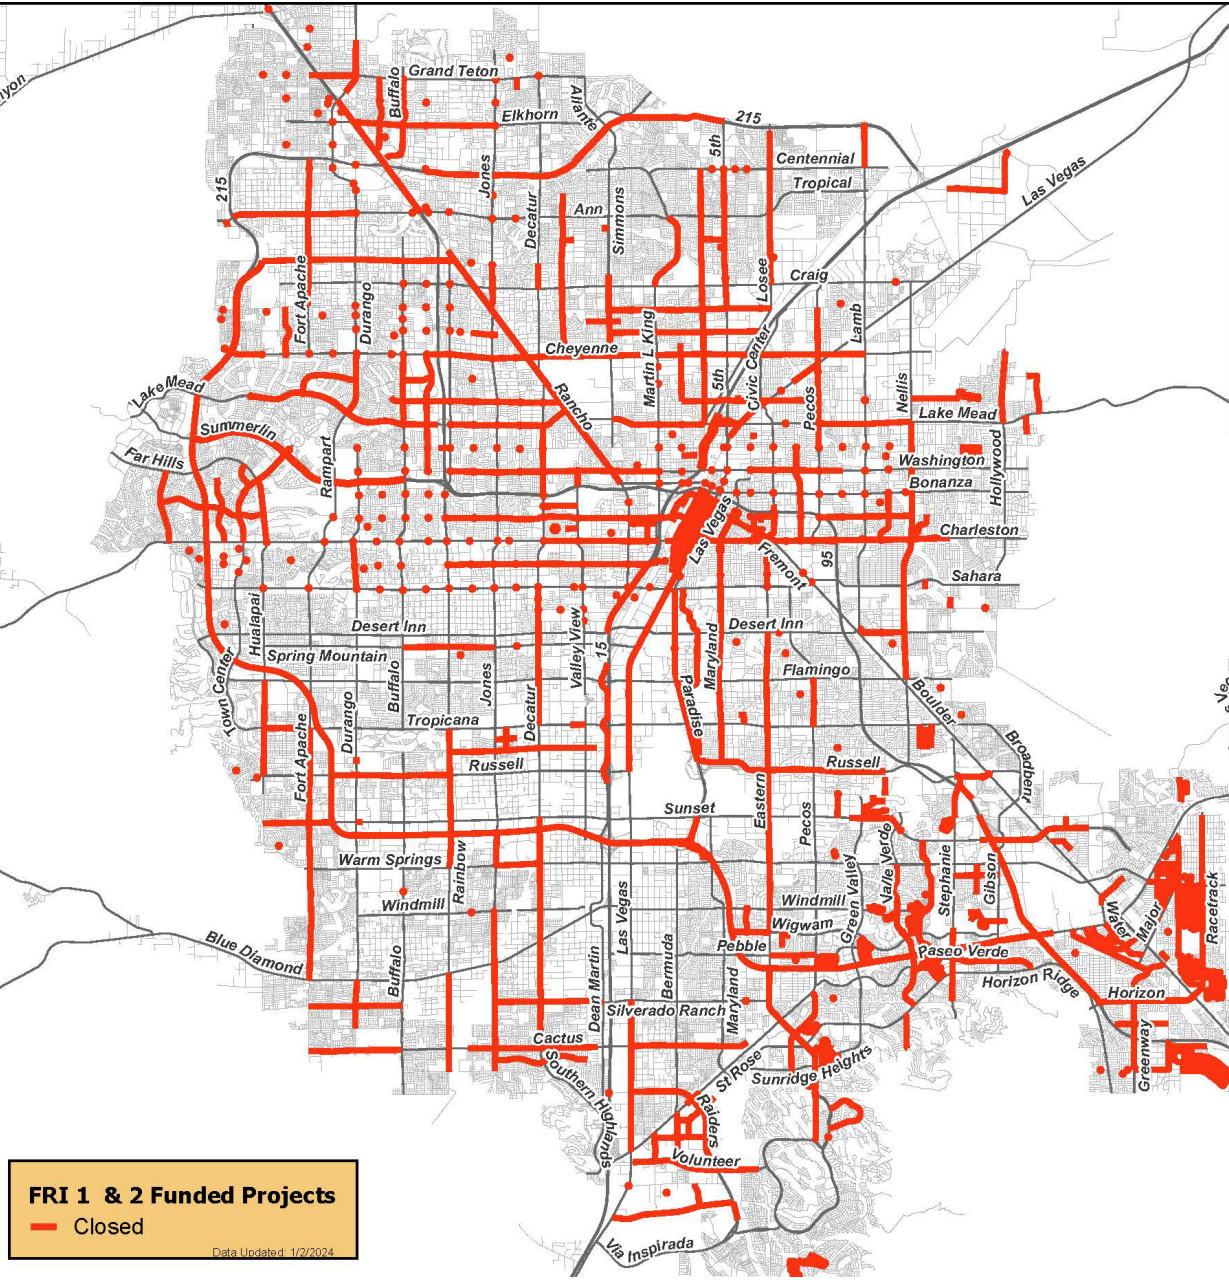 Grand Teton
Buffalo
Aliante
Elkhorn
215
5th
Centennial
Jones
Tropical
Las Vegas
215
Decatur
Ann
Simmons
Fort Apache
Durango
Losee
Craig
Lamb
Cheyenne
Martin L King
5th
Civic Center
Lake Mead
Rancho
Pecos
Nellis
Lake Mead
Summerlin
Rampart
Far Hills
Washington
Hollywood
Bonanza
Las Vegas
Charleston
Fremont
95
Sahara
Hualapai
Desert Inn
Valley View
15
Maryland
Desert Inn
Spring Mountain
Flamingo
Town Center
Buffalo
Jones
Decatur
Paradise
Boulder
Fort Apache
Durango
Tropicana
Broadbent
Russell
Russell
Eastern
Sunset
Pecos
Warm Springs
Rainbow
Green Valley
Valle Verde
Stephanie
Gibson
Racetrack
Windmill
Las Vegas
Windmill
Wigwam
Water
Major
Blue Diamond
Buffalo
Dean Martin
Bermuda
Pebble
Maryland
Paseo Verde
Horizon Ridge
Horizon
Silverado Ranch
Cactus
Southern Highlands
St Rose
Sunridge Heights
Greenway
Raiders
Volunteer
Via Inspirada
FRI 1 & 2 Funded Projects
Closed
Data Updated: 1/2/2024